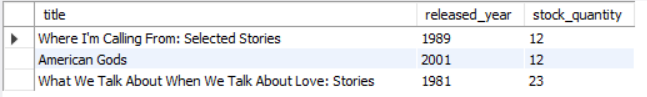 title released_year stock_quantity
Where I'm Calling From: Selected Stories 1989 12
American Gods 2001 12
What We Talk About When We Talk About Love: Stories 1981 23